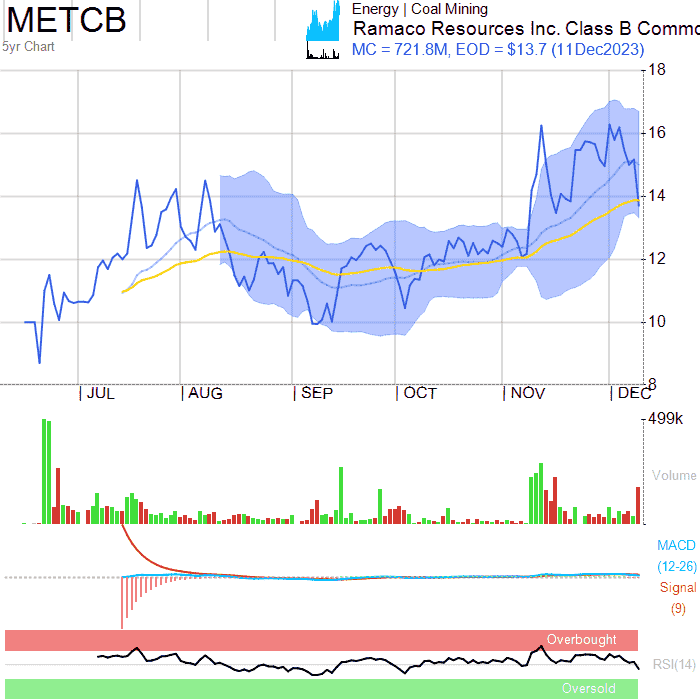 METCB
5yr Chart
Energy | Coal Mining
Ramaco Resources Inc. Class B Commo
MC = 721.8M, EOD = $13.7 (11Dec2023)
18
16
14
12
10
8
JUL AUG SEP OCT NOV DEC
499k
Volume
MACD
(12-26)
Signal
(9)
Overbought
RSI(14)
Oversold